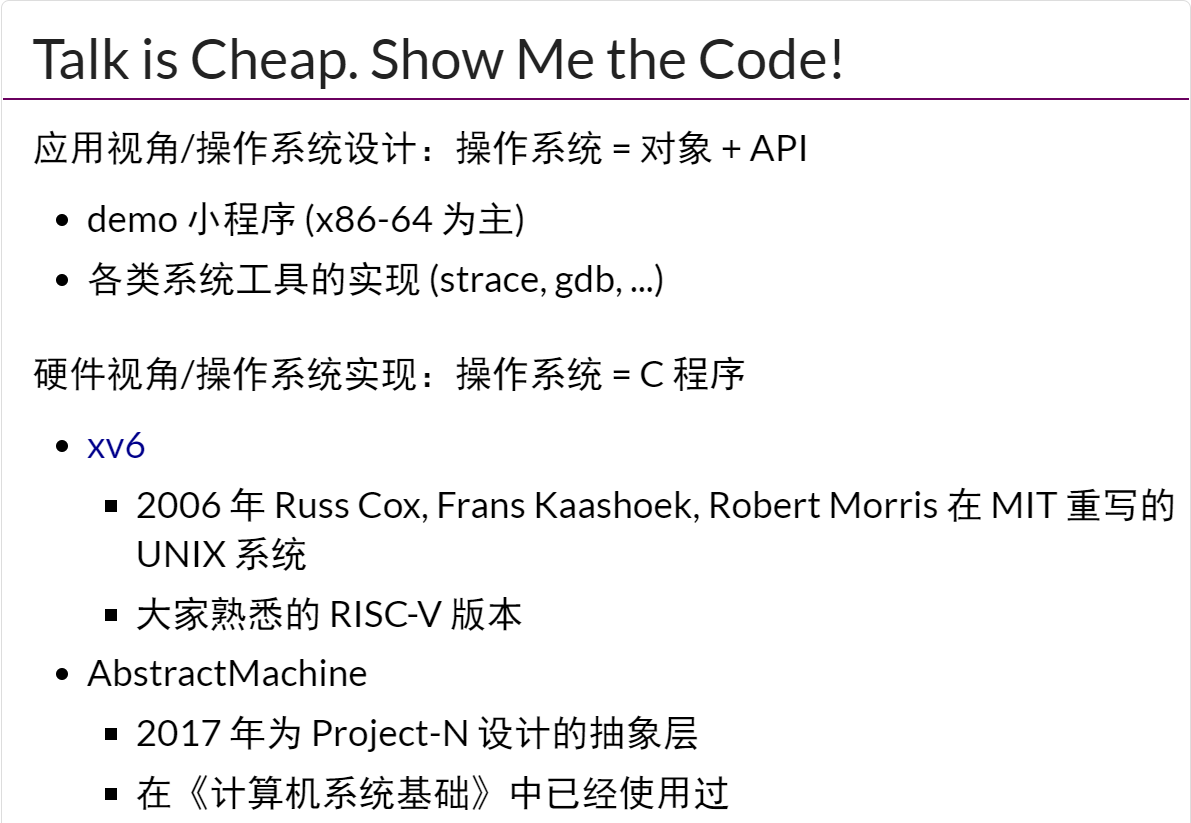 Talk is Cheap. Show Me the Code!
应用视角/操作系统设计：操作系统 = 对象 + API
demo 小程序 (x86-64 为主)
各类系统工具的实现 (strace, gdb, ...)
硬件视角/操作系统实现：操作系统 = C 程序
xv6
2006 年 Russ Cox, Frans Kaashoek, Robert Morris 在 MIT 重写的
UNIX 系统
大家熟悉的 RISC-V 版本
AbstractMachine
2017 年为 Project-N 设计的抽象层
在《计算机系统基础》中已经使用过